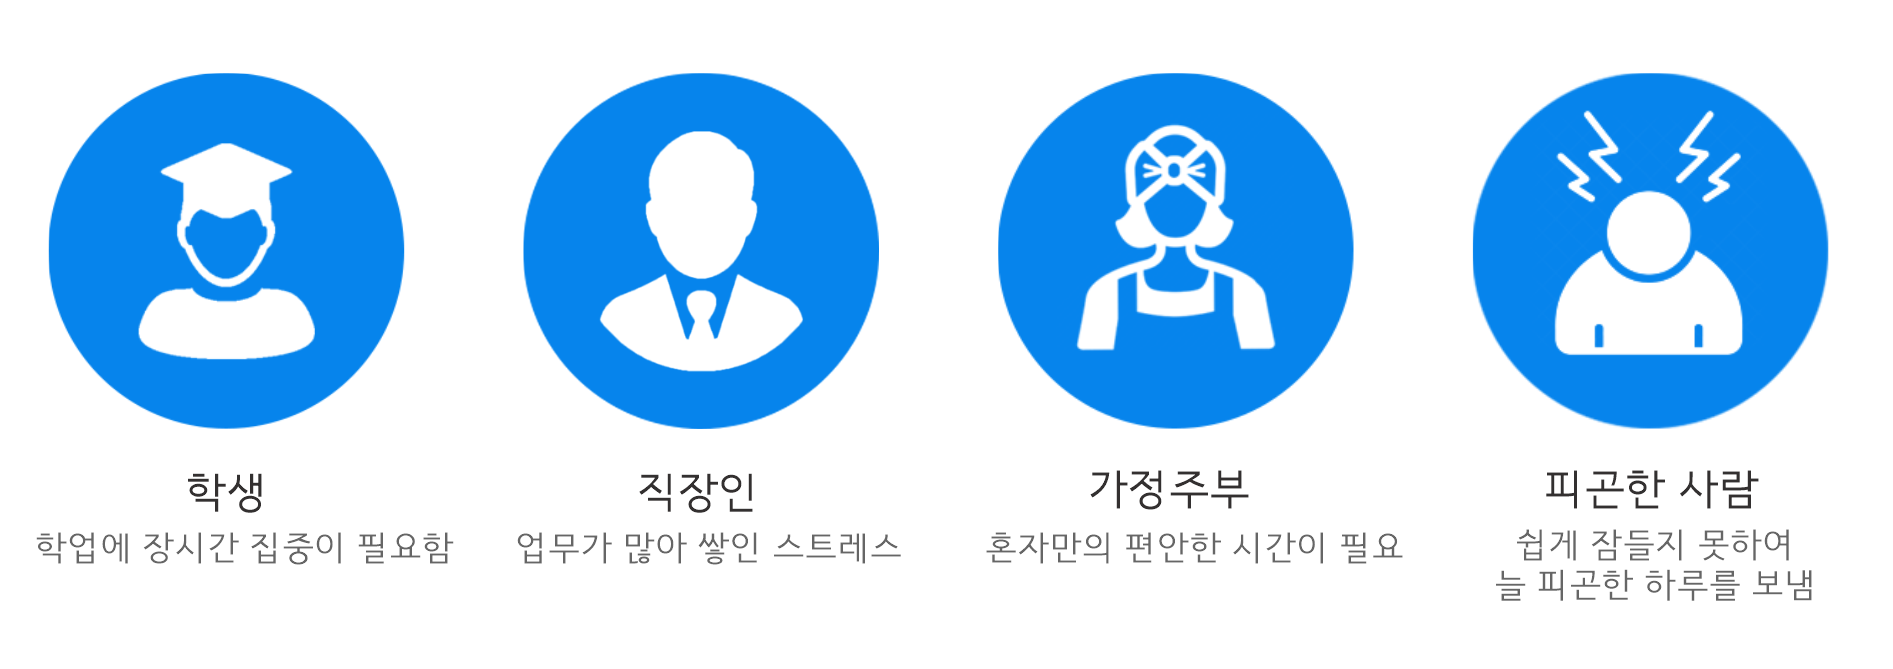 학생
학업에 장시간 집중이 필요함
직장인
업무가 많아 쌓인 스트레스
가정주부
혼자만의 편안한 시간이 필요
피곤한 사람
쉽게 잠들지 못하여
늘 피곤한 하루를 보냄